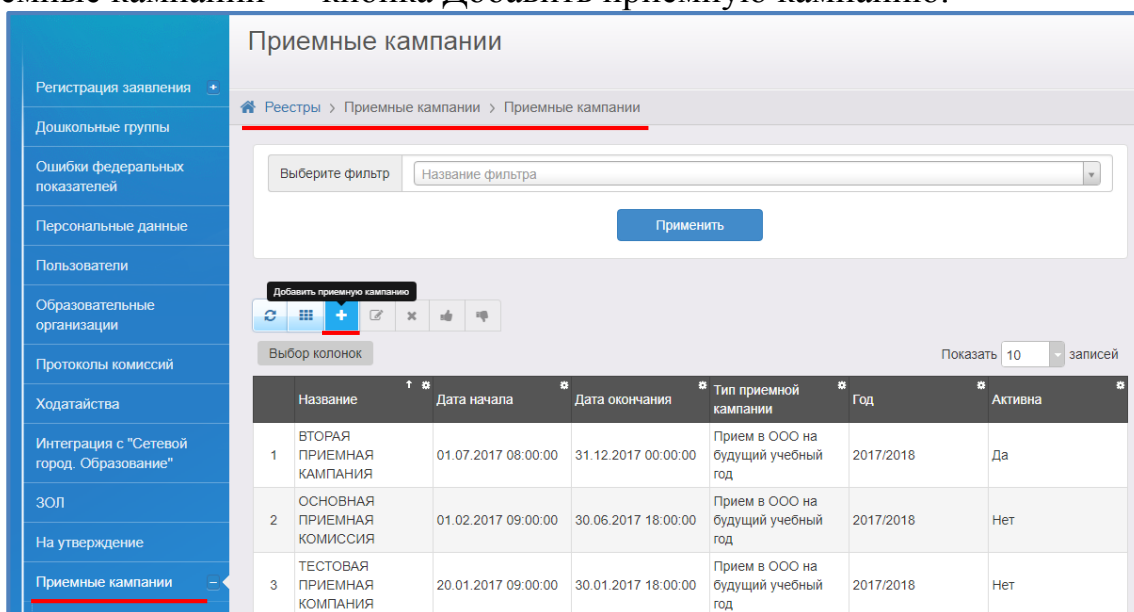 емные кампании кнопка Добавить приемную кампанию.
Приемные кампании
Регистрация заявления
Дошкольные группы
Ошибки федеральных
показателей
Персональные данные
Пользователи
Образовательные
организации
Протоколы комиссий
Ходатайства
Интеграция с "Сетевой
город. Образование"
ЗОЛ
На утверждение
Приемные кампании
Реестры > Приемные кампании > Приемные кампании
Выберите фильтр Название фильтра
Применить
Добавить приемную кампанию
Выбор колонок Показать 10 записей
Название Дата начала Дата окончания Тип приемной кампании Год Активна
1 ВТОРАЯ ПРИЕМНАЯ КАМПАНИЯ 01.07.2017 08:00:00 31.12.2017 00:00:00 Прием в ООО на будущий учебный год 2017/2018 Да
2 ОСНОВНАЯ ПРИЕМНАЯ КОМИССИЯ 01.02.2017 09:00:00 30.06.2017 18:00:00 Прием в ООО на будущий учебный год 2017/2018 Нет
3 ТЕСТОВАЯ ПРИЕМНАЯ КОМПАНИЯ 20.01.2017 09:00:00 30.01.2017 18:00:00 Прием в ООО на будущий учебный год 2017/2018 Нет